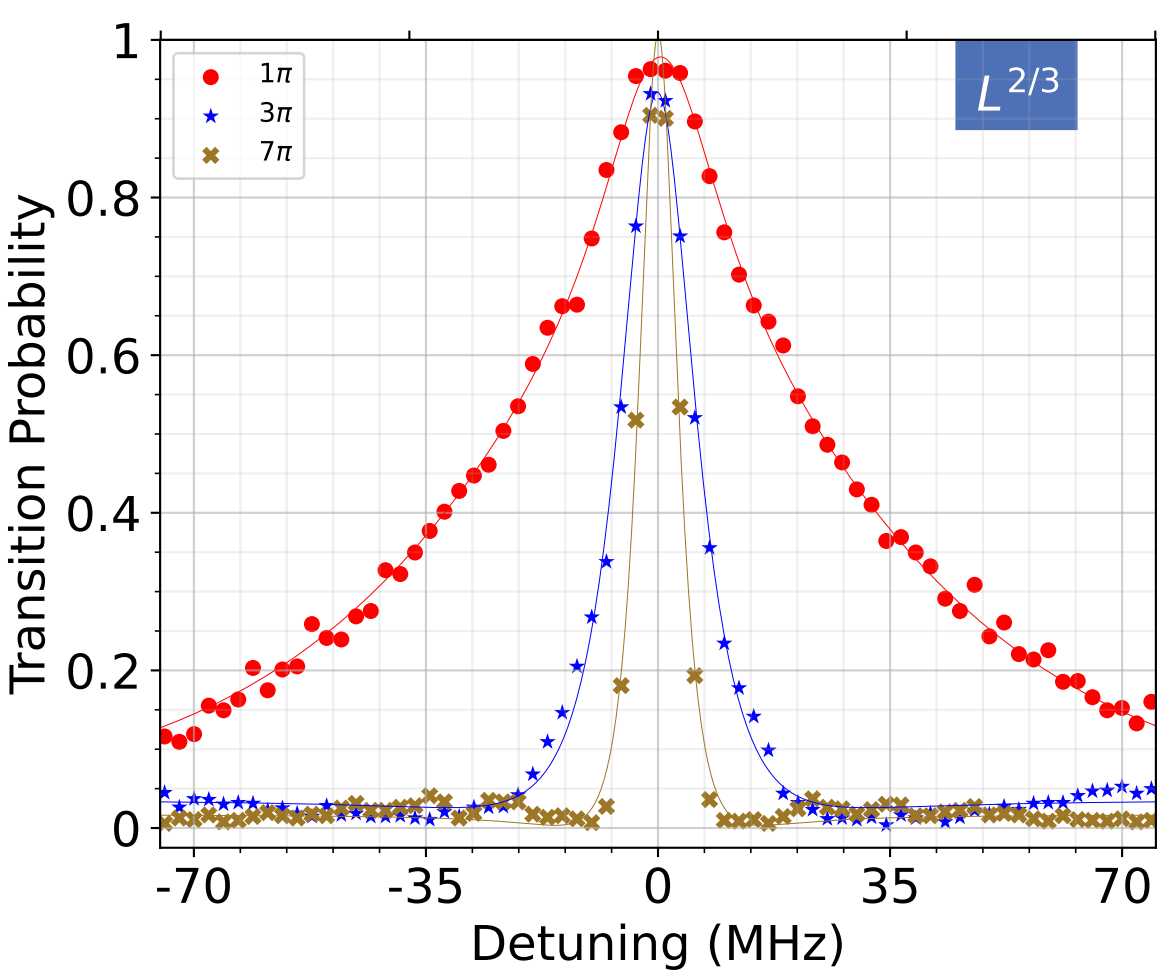 1π
3π
7π
L^2/3
Transition Probability
1
0.8
0.6
0.4
0.2
0
-70 -35 0 35 70
Detuning (MHz)